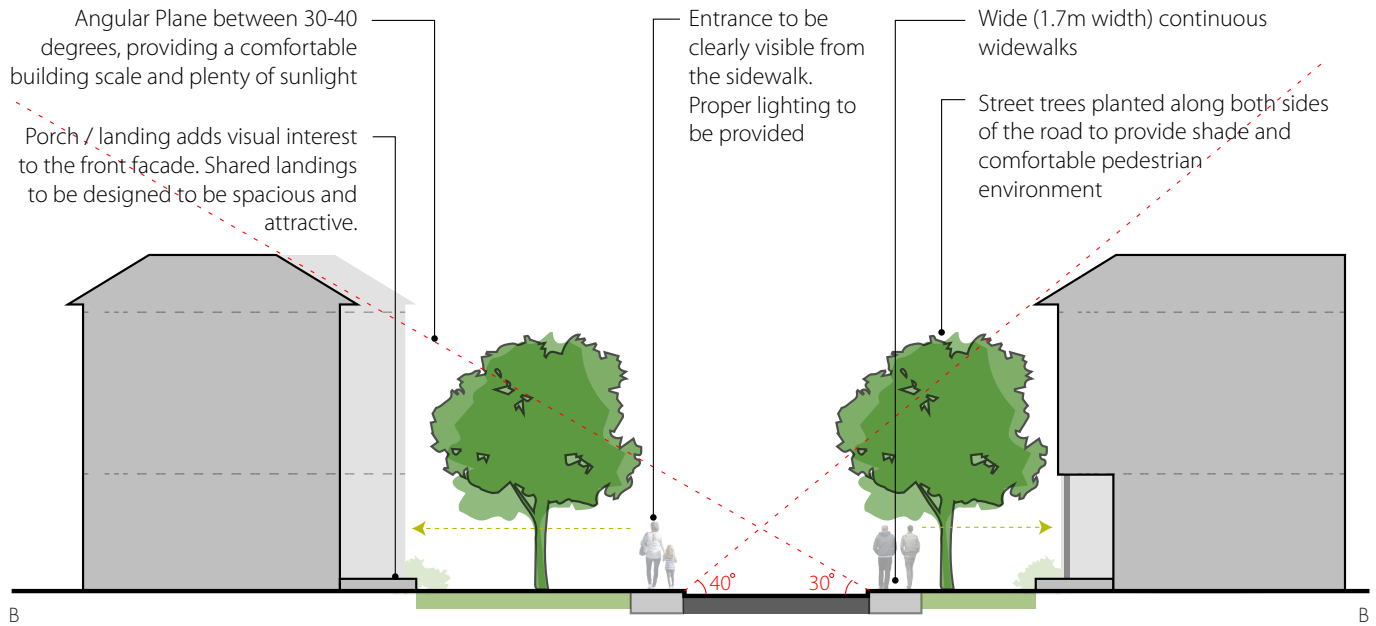 Angular Plane between 30-40
degrees, providing a comfortable
building scale and plenty of sunlight
Porch / landing adds visual interest
to the front facade. Shared landings
to be designed to be spacious and
attractive.
Entrance to be
clearly visible from
the sidewalk.
Proper lighting to
be provided
Wide (1.7m width) continuous
widewalks
Street trees planted along both sides
of the road to provide shade and
comfortable pedestrian
environment
40°
30°
B
B